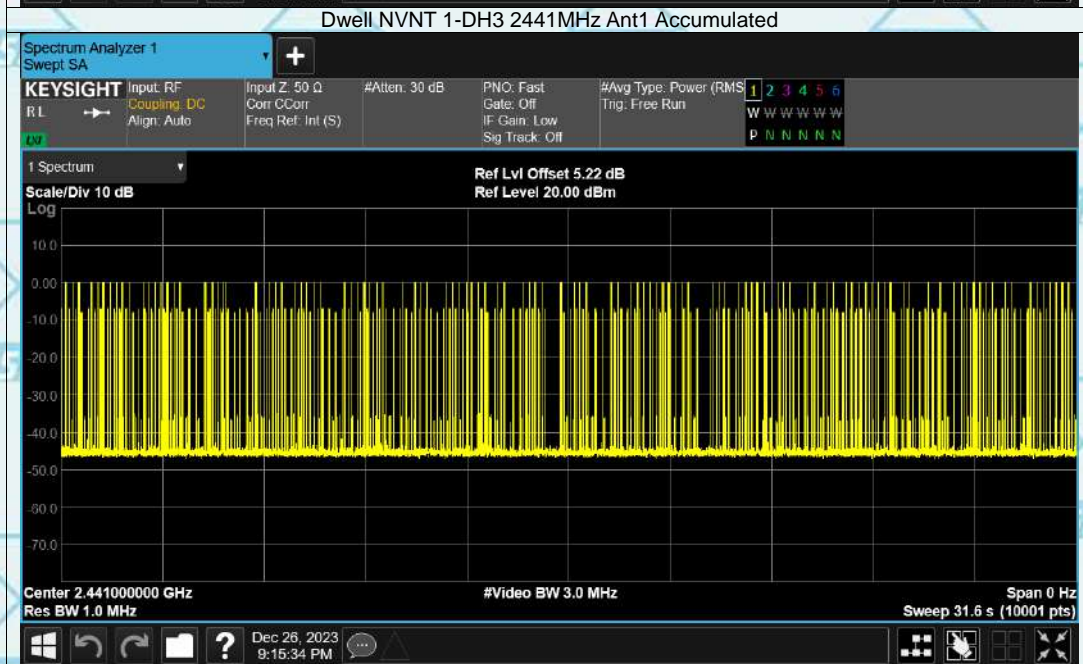 Dwell NVNT 1-DH3 2441MHz Ant1 Accumulated
Spectrum Analyzer 1
Swept SA
+
KEYSIGHT Input: RF Input Z: 50 Ω #Atten: 30 dB PNO: Fast #Avg Type: Power (RMS 1 2 3 4 5 6
R L Coupling: DC Corr CCorr Gate: Off Trig: Free Run W W W W W W
Align: Auto Freq Ref: Int (S) IF Gain: Low
LXI Sig Track: Off P N N N N N
1 Spectrum
Ref Lvl Offset 5.22 dB
Scale/Div 10 dB Ref Level 20.00 dBm
Log
10.0
0.00
-10.0
-20.0
-30.0
-40.0
-50.0
-60.0
-70.0
Center 2.441000000 GHz #Video BW 3.0 MHz Span 0 Hz
Res BW 1.0 MHz Sweep 31.6 s (10001 pts)
? Dec 26, 2023
9:15:34 PM